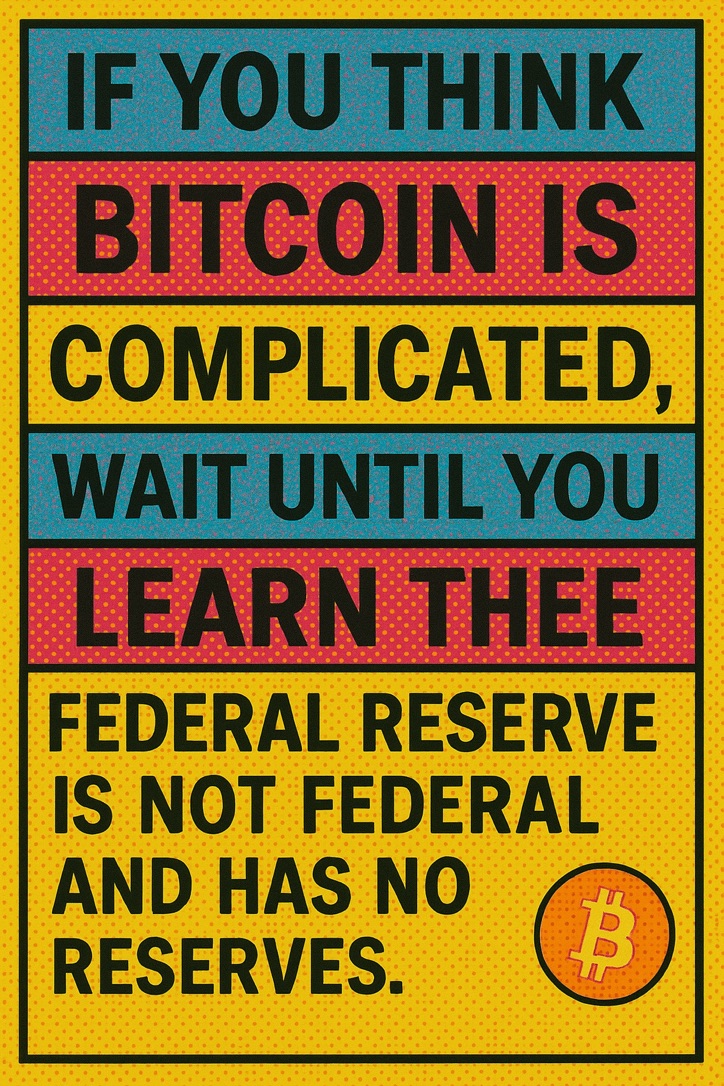 IF YOU THINK
BITCOIN IS
COMPLICATED,
WAIT UNTIL YOU
LEARN THEE
FEDERAL RESERVE
IS NOT FEDERAL
AND HAS NO
RESERVES.
₿